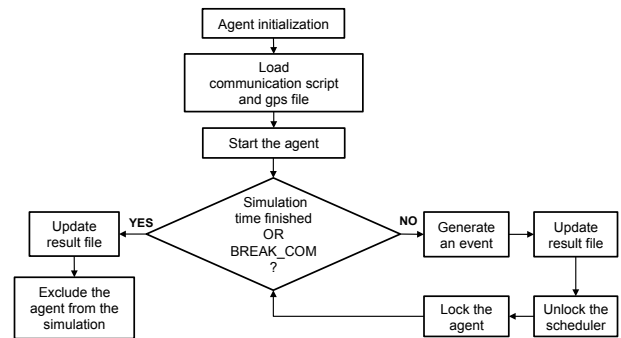 Agent initialization
Load
communication script
and gps file
Start the agent
Simulation
time finished
OR
BREAK_COM
?
YES
NO
Update
result file
Exclude the
agent from the
simulation
Generate
an event
Update
result file
Unlock the
scheduler
Lock the
agent